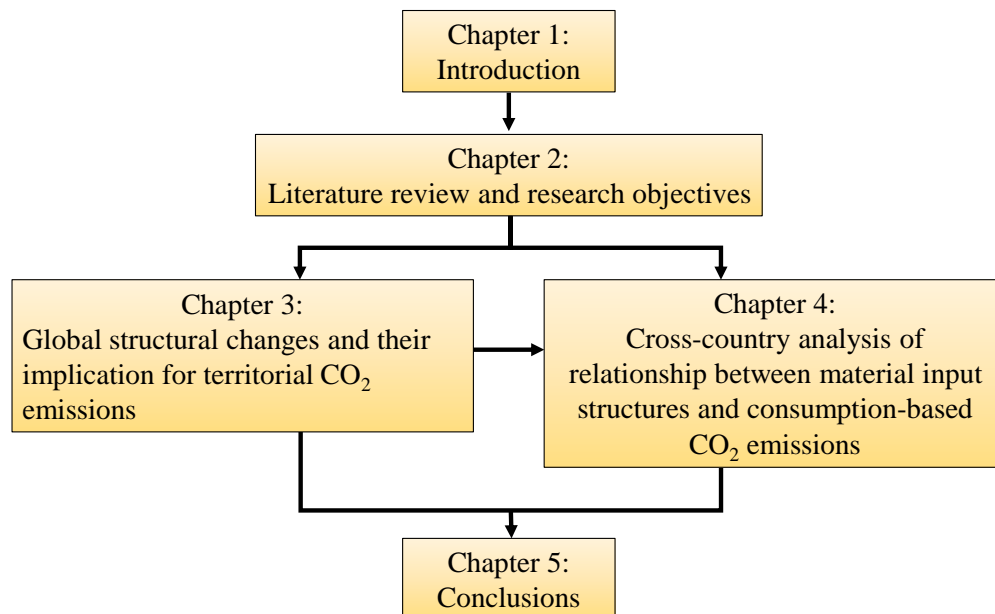 Chapter 1:
Introduction
Chapter 2:
Literature review and research objectives
Chapter 3:
Global structural changes and their
implication for territorial CO₂
emissions
Chapter 4:
Cross-country analysis of
relationship between material input
structures and consumption-based
CO₂ emissions
Chapter 5:
Conclusions